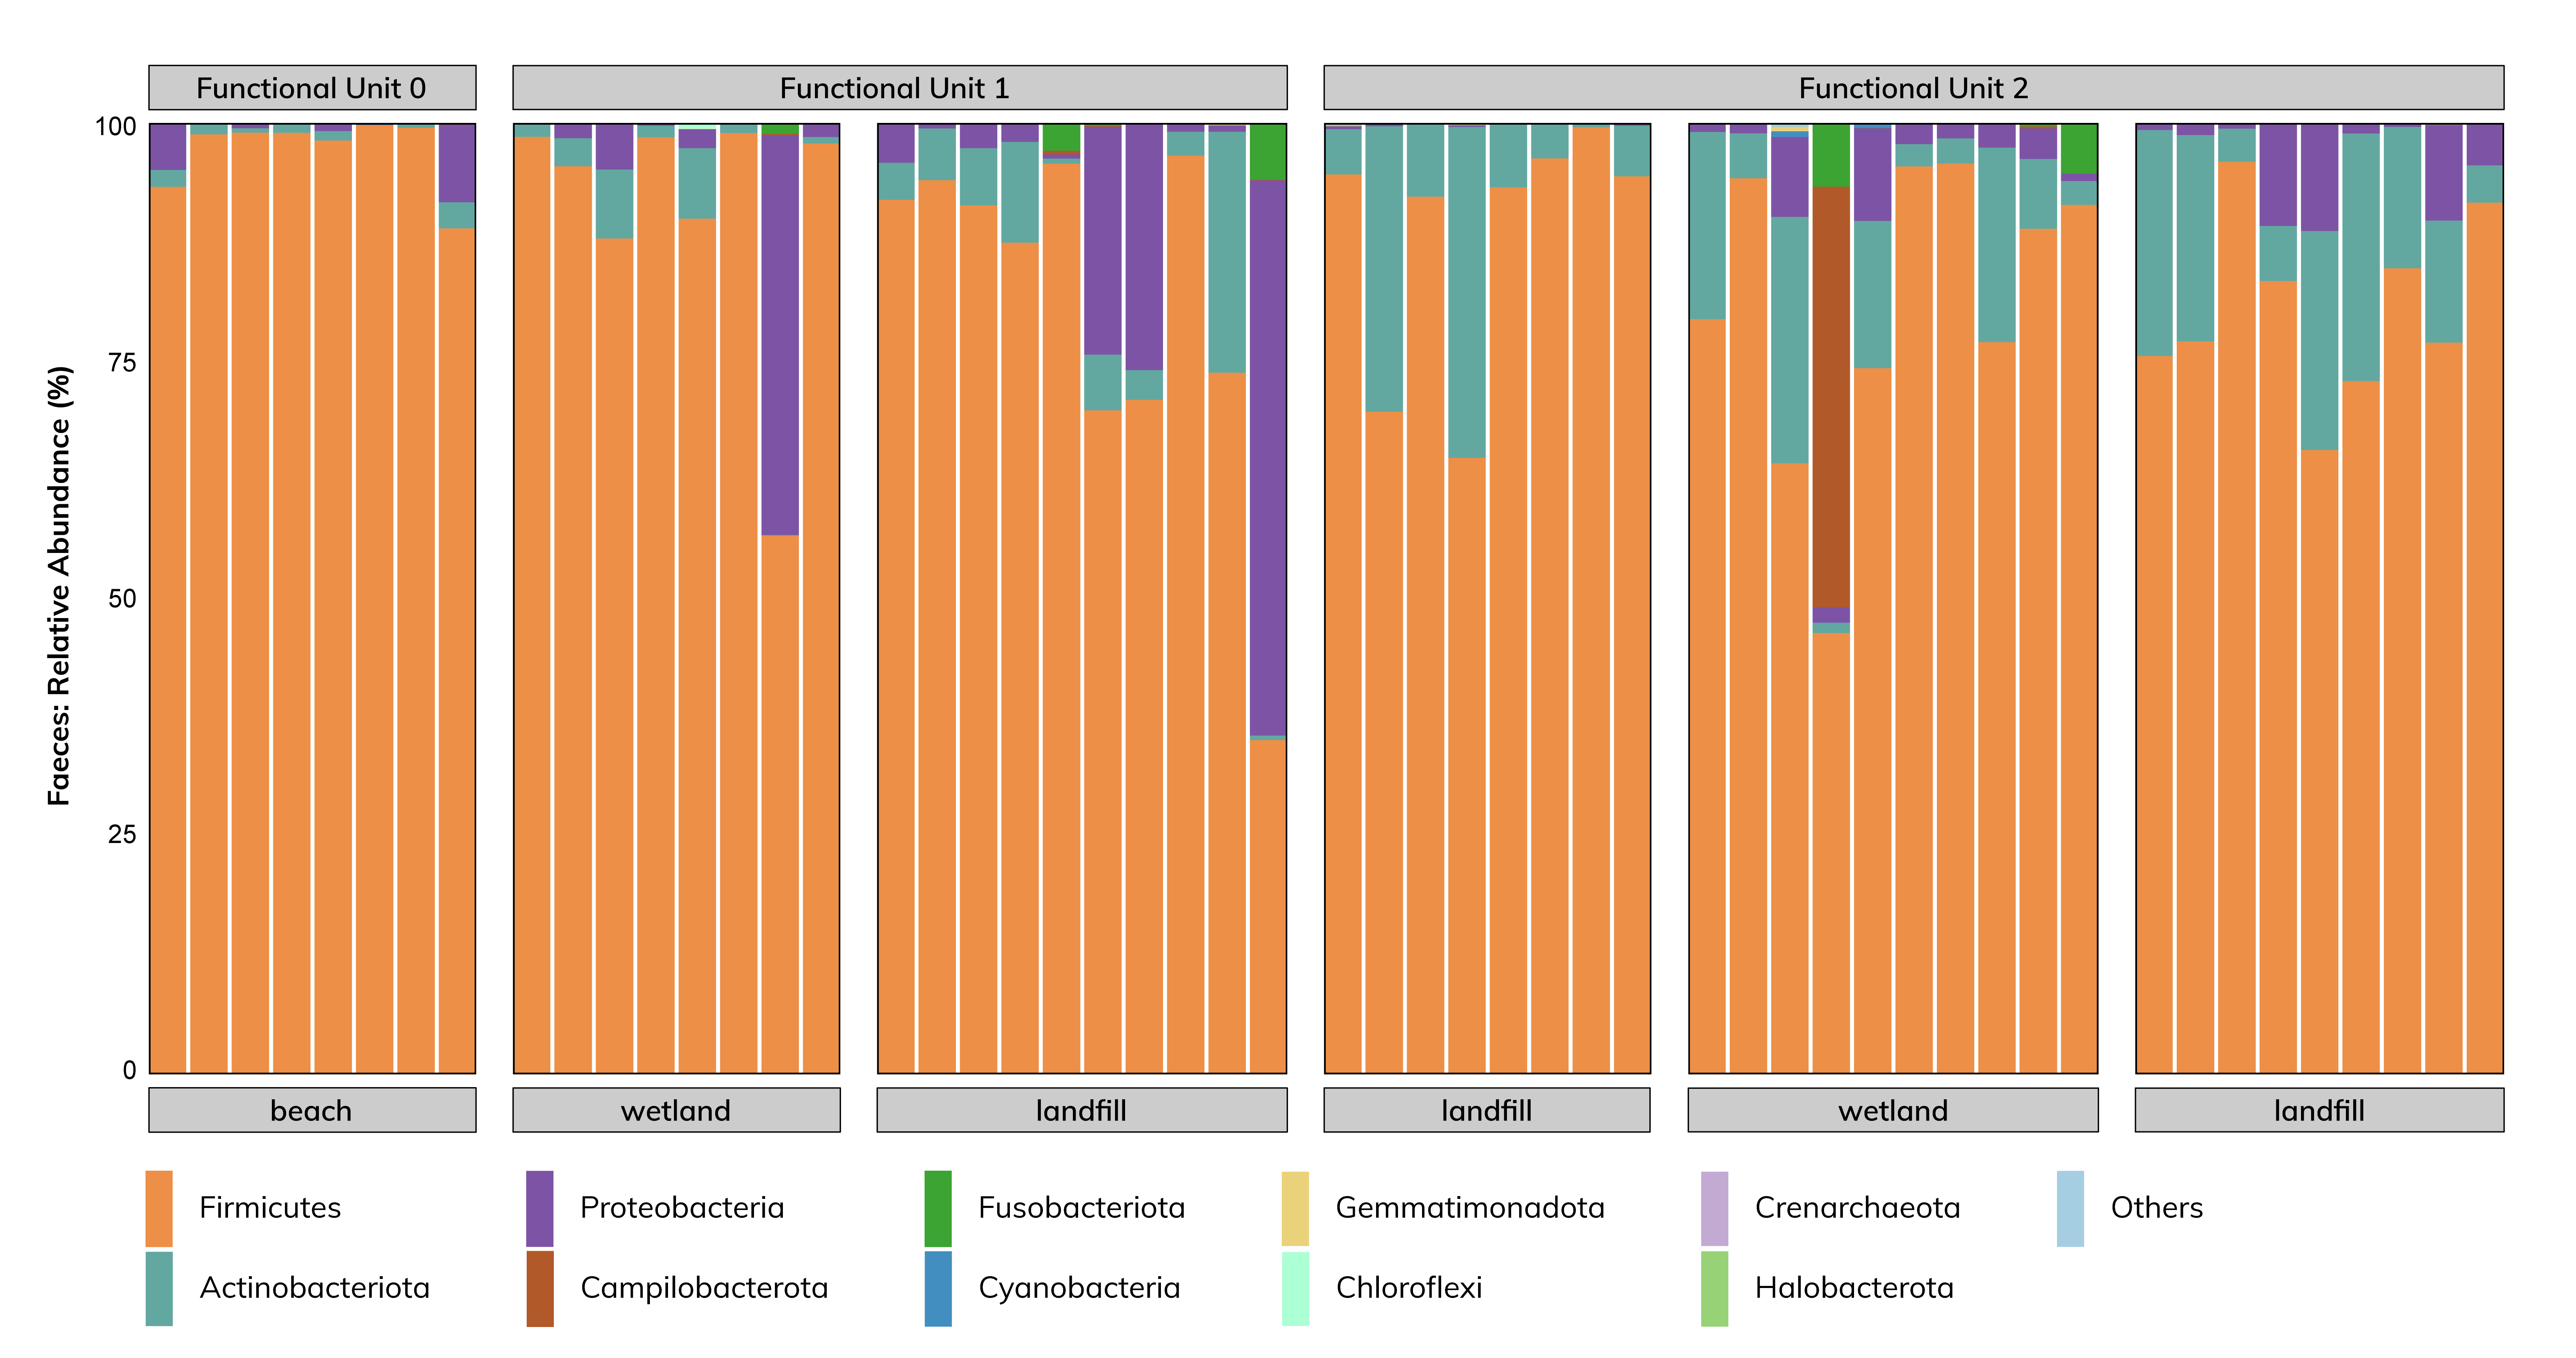 Functional Unit 0
Functional Unit 1
Functional Unit 2
Faeces: Relative Abundance (%)
100
75
50
25
0
beach
wetland
landfill
landfill
wetland
landfill
Firmicutes
Proteobacteria
Fusobacteriota
Gemmatimonadota
Crenarchaeota
Others
Actinobacteriota
Campilobacterota
Cyanobacteria
Chloroflexi
Halobacterota